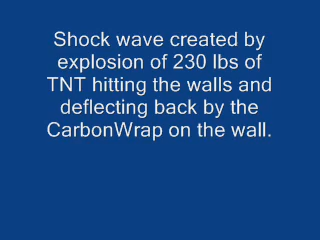 Shock wave created by
explosion of 230 lbs of
TNT hitting the walls and
deflecting back by the
CarbonWrap on the wall.